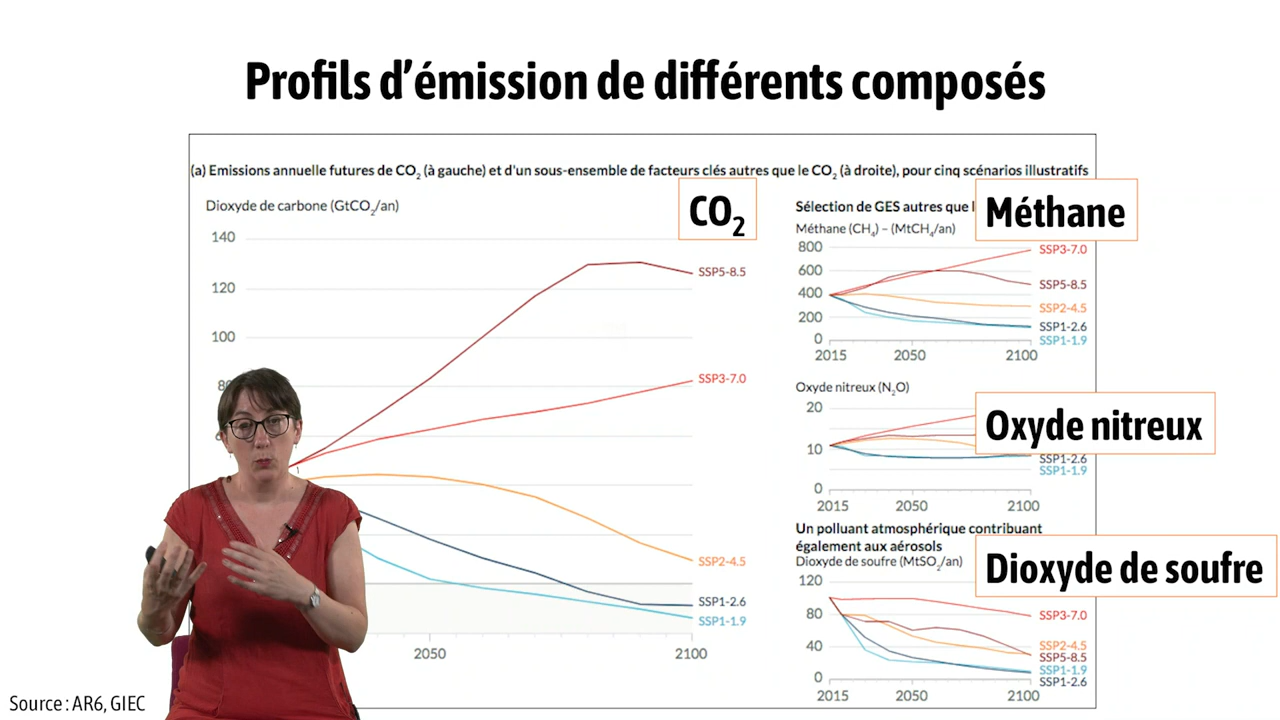 Profils d'émission de différents composés
(a) Emissions annuelle futures de CO₂ (à gauche) et d'un sous-ensemble de facteurs clés autres que le CO₂ (à droite), pour cinq scénarios illustratifs
Dioxyde de carbone (GtCO₂/an)
CO₂
140
120
100
SSP5-8.5
SSP3-7.0
SSP2-4.5
SSP1-2.6
SSP1-1.9
2050
2100
Sélection de GES autres que
Méthane
Méthane (CH₄) – (MtCH₄/an)
800
600
400
200
0
SSP3-7.0
SSP5-8.5
SSP2-4.5
SSP1-2.6
SSP1-1.9
2015
2050
2100
Oxyde nitreux (N₂O)
Oxyde nitreux
20
10
0
SSP1-2.6
SSP1-1.9
2015
2050
2100
Un polluant atmosphérique contribuant
également aux aérosols
Dioxyde de soufre (MtSO₂/an)
Dioxyde de soufre
120
80
40
0
SSP3-7.0
SSP2-4.5
SSP5-8.5
SSP1-1.9
SSP1-2.6
2015
2050
2100
Source : AR6, GIEC